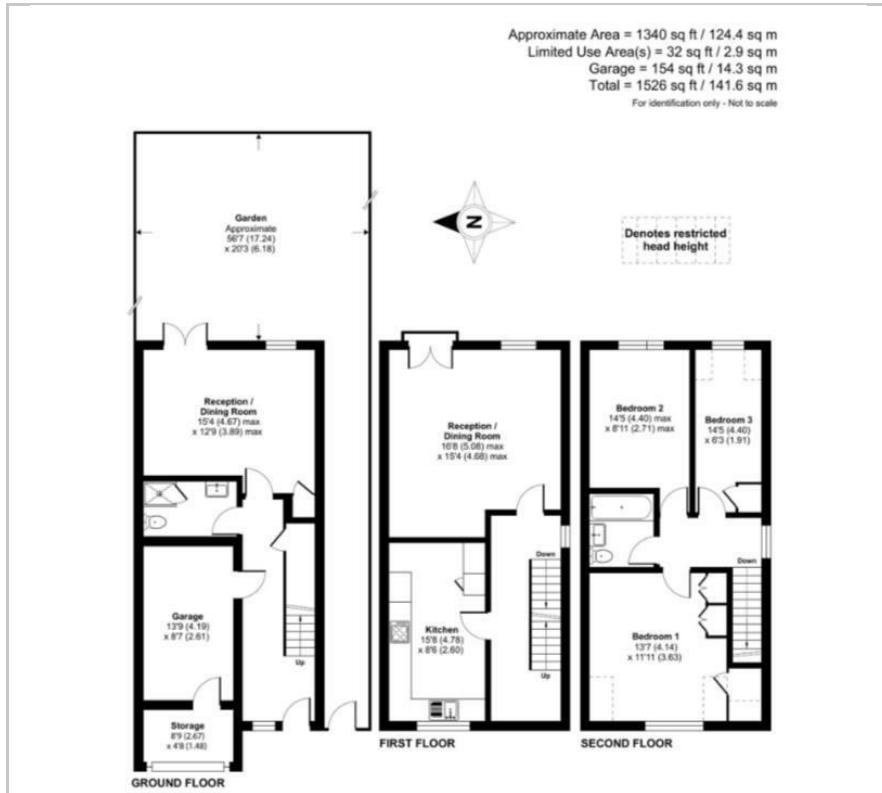 Approximate Area = 1340 sq ft / 124.4 sq m
Limited Use Area(s) = 32 sq ft / 2.9 sq m
Garage = 154 sq ft / 14.3 sq m
Total = 1526 sq ft / 141.6 sq m
For identification only - Not to scale
Garden
Approximate
56'7 (17.24)
x 20'3 (6.18)
N
Denotes restricted
head height
Reception /
Dining Room
15'4 (4.67) max
x 12'9 (3.89) max
Garage
13'9 (4.19)
x 8'7 (2.61)
Up
Storage
8'9 (2.67)
x 4'8 (1.48)
GROUND FLOOR
Reception /
Dining Room
16'8 (5.08) max
x 15'4 (4.68) max
Down
Kitchen
15'8 (4.78)
x 8'6 (2.60)
Up
FIRST FLOOR
Bedroom 2
14'5 (4.40) max
x 8'11 (2.71) max
Bedroom 3
14'5 (4.40)
x 6'3 (1.91)
Down
Bedroom 1
13'7 (4.14)
x 11'11 (3.63)
SECOND FLOOR